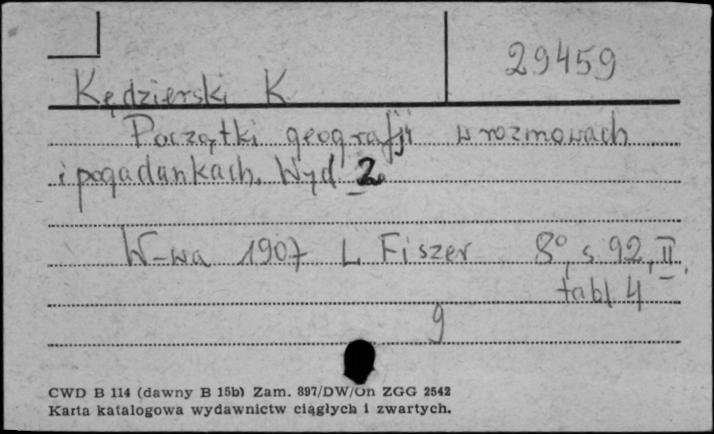 29459
Kędzierski K
Początki geografji w rozmowach
i pogadankach. Wyd 2
W-wa 1907 L Fiszer 8°, s 92, II,
tabl 4
9
CWD B 114 (dawny B 15b) Zam. 897/DW/On ZGG 2542
Karta katalogowa wydawnictw ciągłych i zwartych.